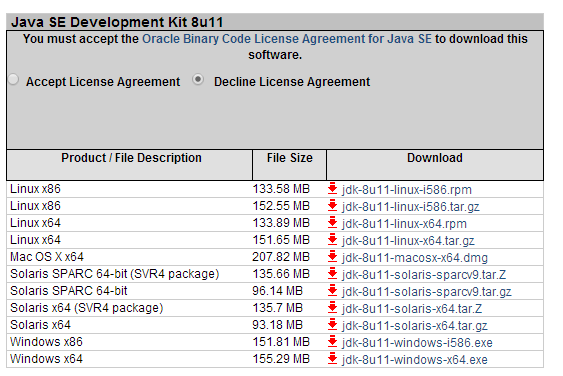 Java SE Development Kit 8u11
You must accept the Oracle Binary Code License Agreement for Java SE to download this
software.
Accept License Agreement Decline License Agreement
Product / File Description File Size Download
Linux x86 133.58 MB jdk-8u11-linux-i586.rpm
Linux x86 152.55 MB jdk-8u11-linux-i586.tar.gz
Linux x64 133.89 MB jdk-8u11-linux-x64.rpm
Linux x64 151.65 MB jdk-8u11-linux-x64.tar.gz
Mac OS X x64 207.82 MB jdk-8u11-macosx-x64.dmg
Solaris SPARC 64-bit (SVR4 package) 135.66 MB jdk-8u11-solaris-sparcv9.tar.Z
Solaris SPARC 64-bit 96.14 MB jdk-8u11-solaris-sparcv9.tar.gz
Solaris x64 (SVR4 package) 135.7 MB jdk-8u11-solaris-x64.tar.Z
Solaris x64 93.18 MB jdk-8u11-solaris-x64.tar.gz
Windows x86 151.81 MB jdk-8u11-windows-i586.exe
Windows x64 155.29 MB jdk-8u11-windows-x64.exe